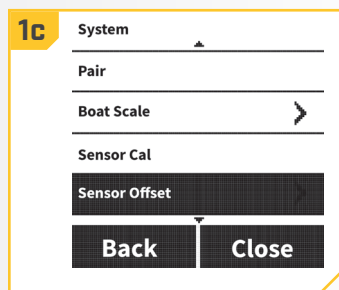 1c
System
Pair
Boat Scale
Sensor Cal
Sensor Offset
Back Close